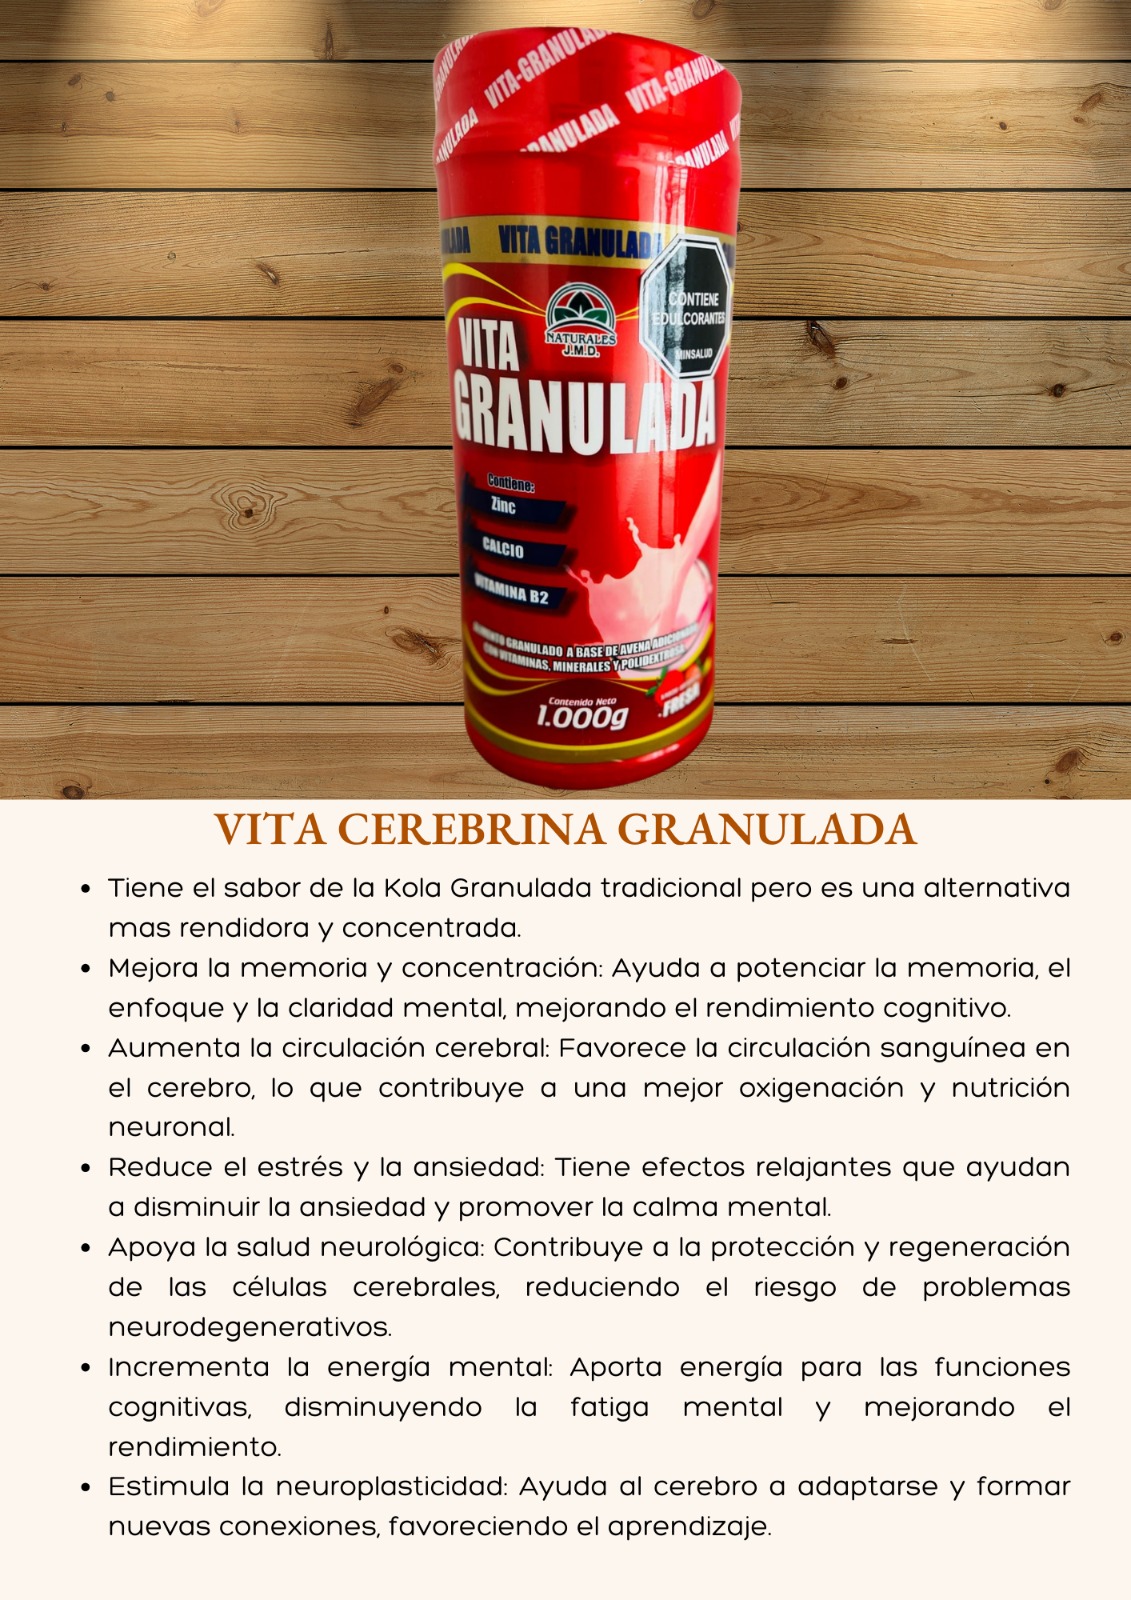 VITA-GRANULADA
VITA-GRANULADA
VITA GRANULADA
CONTIENE
EDULCORANTES
MINSALUD
NATURALES
J.M.D.
VITA
GRANULADA
Contiene:
Zinc
CALCIO
VITAMINA B2
ALIMENTO GRANULADO A BASE DE AVENA ADICIONADO
CON VITAMINAS, MINERALES Y POLIDEXTROSA
FRESA
Contenido Neto
1.000g
VITA CEREBRINA GRANULADA
• Tiene el sabor de la Kola Granulada tradicional pero es una alternativa
mas rendidora y concentrada.
• Mejora la memoria y concentración: Ayuda a potenciar la memoria, el
enfoque y la claridad mental, mejorando el rendimiento cognitivo.
• Aumenta la circulación cerebral: Favorece la circulación sanguínea en
el cerebro, lo que contribuye a una mejor oxigenación y nutrición
neuronal.
• Reduce el estrés y la ansiedad: Tiene efectos relajantes que ayudan
a disminuir la ansiedad y promover la calma mental.
• Apoya la salud neurológica: Contribuye a la protección y regeneración
de las células cerebrales, reduciendo el riesgo de problemas
neurodegenerativos.
• Incrementa la energía mental: Aporta energía para las funciones
cognitivas, disminuyendo la fatiga mental y mejorando el
rendimiento.
• Estimula la neuroplasticidad: Ayuda al cerebro a adaptarse y formar
nuevas conexiones, favoreciendo el aprendizaje.